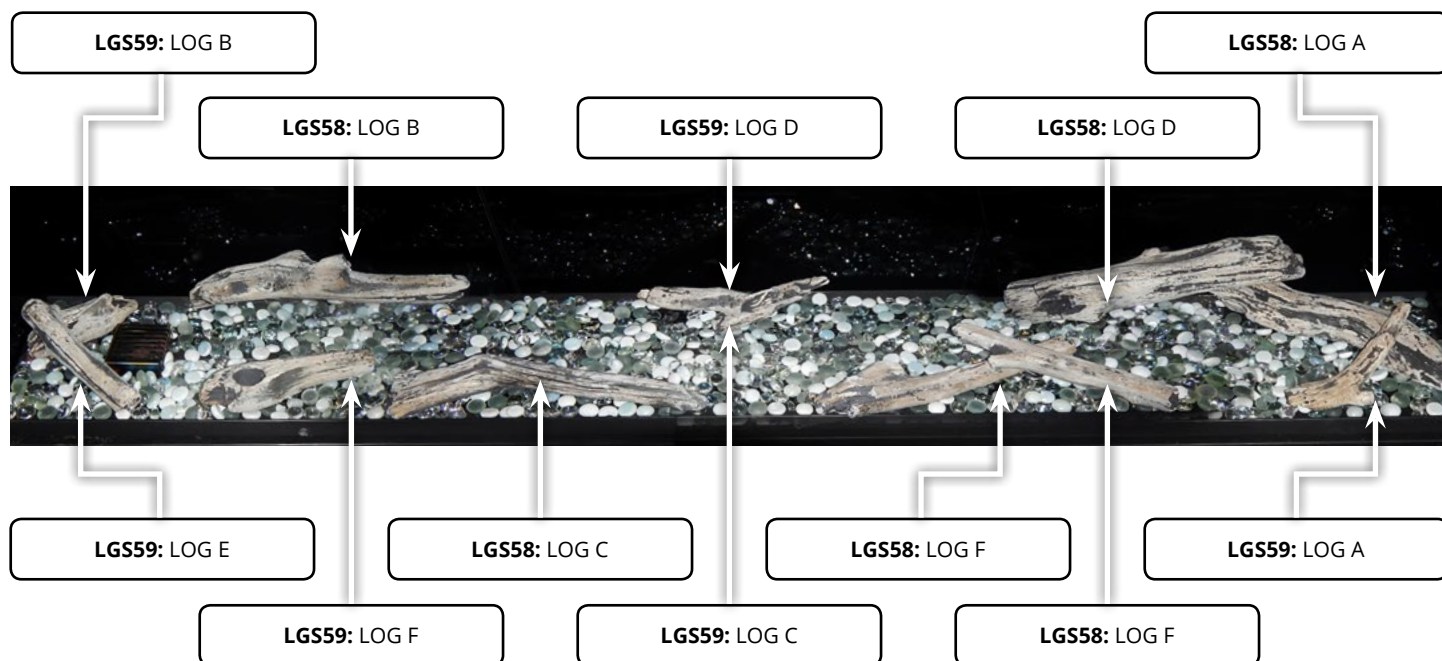 LGS59: LOG B
LGS58: LOG A
LGS58: LOG B
LGS59: LOG D
LGS58: LOG D
LGS59: LOG E
LGS58: LOG C
LGS58: LOG F
LGS59: LOG A
LGS59: LOG F
LGS59: LOG C
LGS58: LOG F